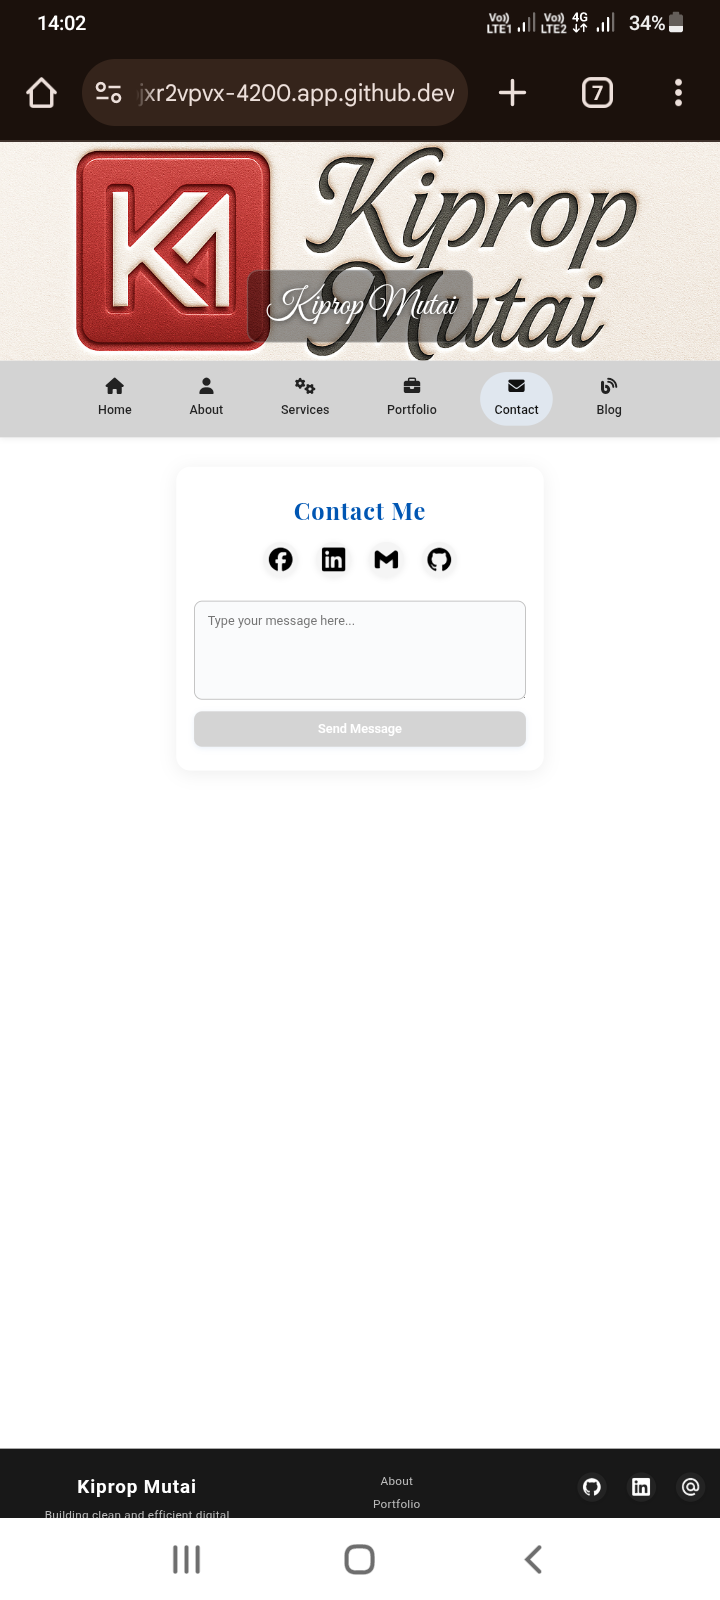 14:02
Vo)) LTE1 Vo)) LTE2 4G 34%
jxr2vpvx-4200.app.github.dev
7
KM
Kiprop
Mutai
Kiprop Mutai
Home About Services Portfolio Contact Blog
Contact Me
Type your message here...
Send Message
Kiprop Mutai
Building clean and efficient digital
About
Portfolio